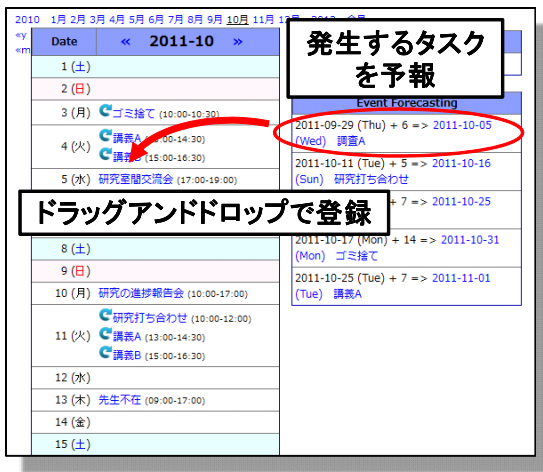 2010 1月 2月 3月 4月 5月 6月 7月 8月 9月 10月 11月
«y
«m
Date « 2011-10 »
1 (土)
2 (日)
3 (月) ゴミ捨て (10:00-10:30)
4 (火) 講義A
-14:30)
講義
(15:00-16:30)
5 (水) 研究室間交流会 (17:00-19:00)
8 (土)
9 (日)
10 (月) 研究の進捗報告会 (10:00-17:00)
11 (火) 研究打ち合わせ (10:00-12:00)
講義A (13:00-14:30)
講義B (15:00-16:30)
12 (水)
13 (木) 先生不在 (09:00-17:00)
14 (金)
15 (土)
発生するタスク
を予報
Event Forecasting
2011-09-29 (Thu) + 6 => 2011-10-05
(Wed) 調査A
2011-10-11 (Tue) + 5 => 2011-10-16
(Sun) 研究打ち合わせ
+ 7 => 2011-10-25
2011-10-17 (Mon) + 14 => 2011-10-31
(Mon) ゴミ捨て
2011-10-25 (Tue) + 7 => 2011-11-01
(Tue) 講義A
ドラッグアンドドロップで登録